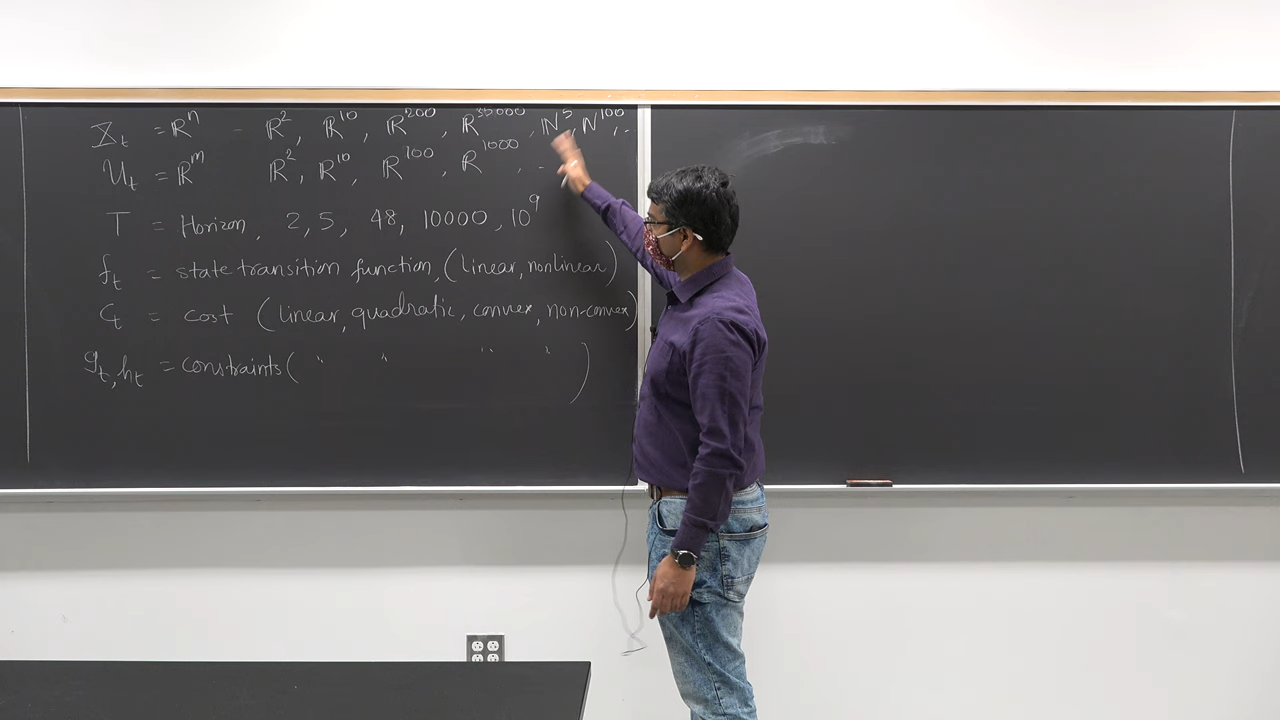 𝕏_t = ℝ^n - ℝ^2, ℝ^10, ℝ^200, ℝ^35000, ℕ^5, ℕ^100, ..
U_t = ℝ^m ℝ^2, ℝ^10, ℝ^100, ℝ^1000, ..
T = Horizon, 2, 5, 48, 10000, 10^9
f_t = state transition function, (linear, nonlinear)
C_t = cost (linear, quadratic, convex, non-convex)
g_t, h_t = constraints( " " " " )